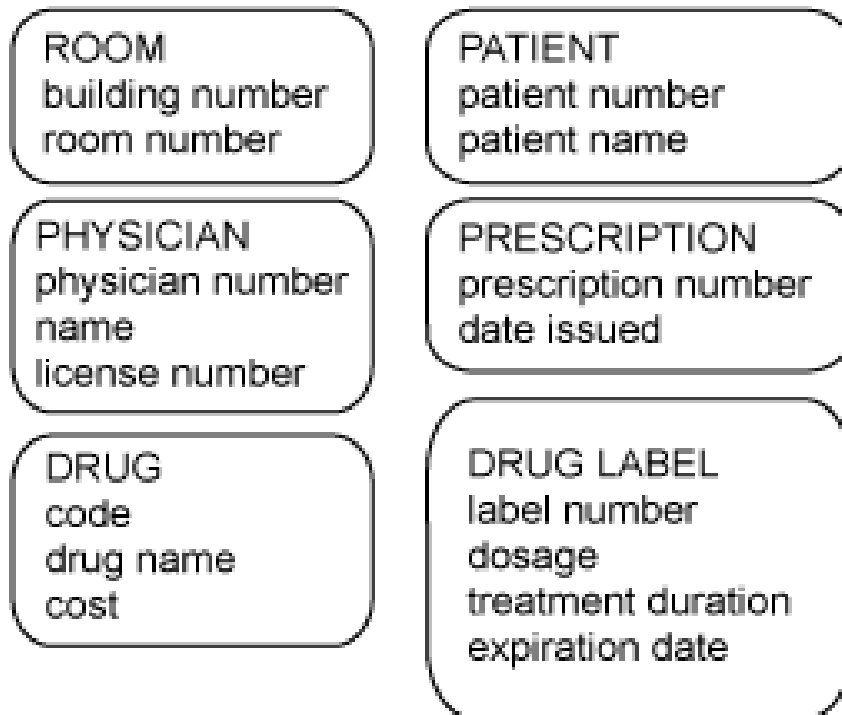 ROOM
building number
room number
PATIENT
patient number
patient name
PHYSICIAN
physician number
name
license number
PRESCRIPTION
prescription number
date issued
DRUG
code
drug name
cost
DRUG LABEL
label number
dosage
treatment duration
expiration date